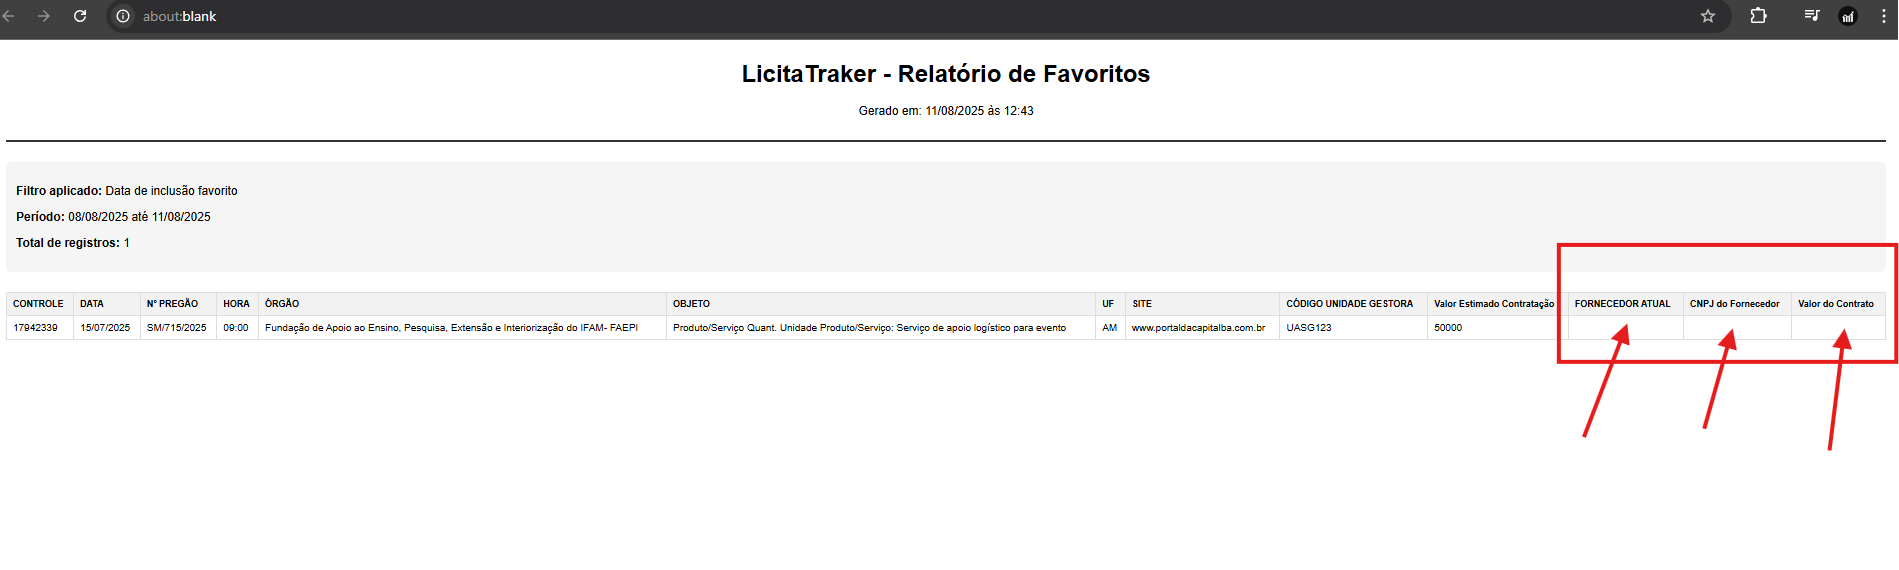 about:blank
LicitaTraker - Relatório de Favoritos
Gerado em: 11/08/2025 às 12:43
Filtro aplicado: Data de inclusão favorito
Período: 08/08/2025 até 11/08/2025
Total de registros: 1
CONTROLE DATA N° PREGÃO HORA ÓRGÃO OBJETO UF SITE CÓDIGO UNIDADE GESTORA Valor Estimado Contratação FORNECEDOR ATUAL CNPJ do Fornecedor Valor do Contrato
17942339 15/07/2025 SM/715/2025 09:00 Fundação de Apoio ao Ensino, Pesquisa, Extensão e Interiorização do IFAM- FAEPI Produto/Serviço Quant. Unidade Produto/Serviço: Serviço de apoio logístico para evento AM www.portaldacapitalba.com.br UASG123 50000